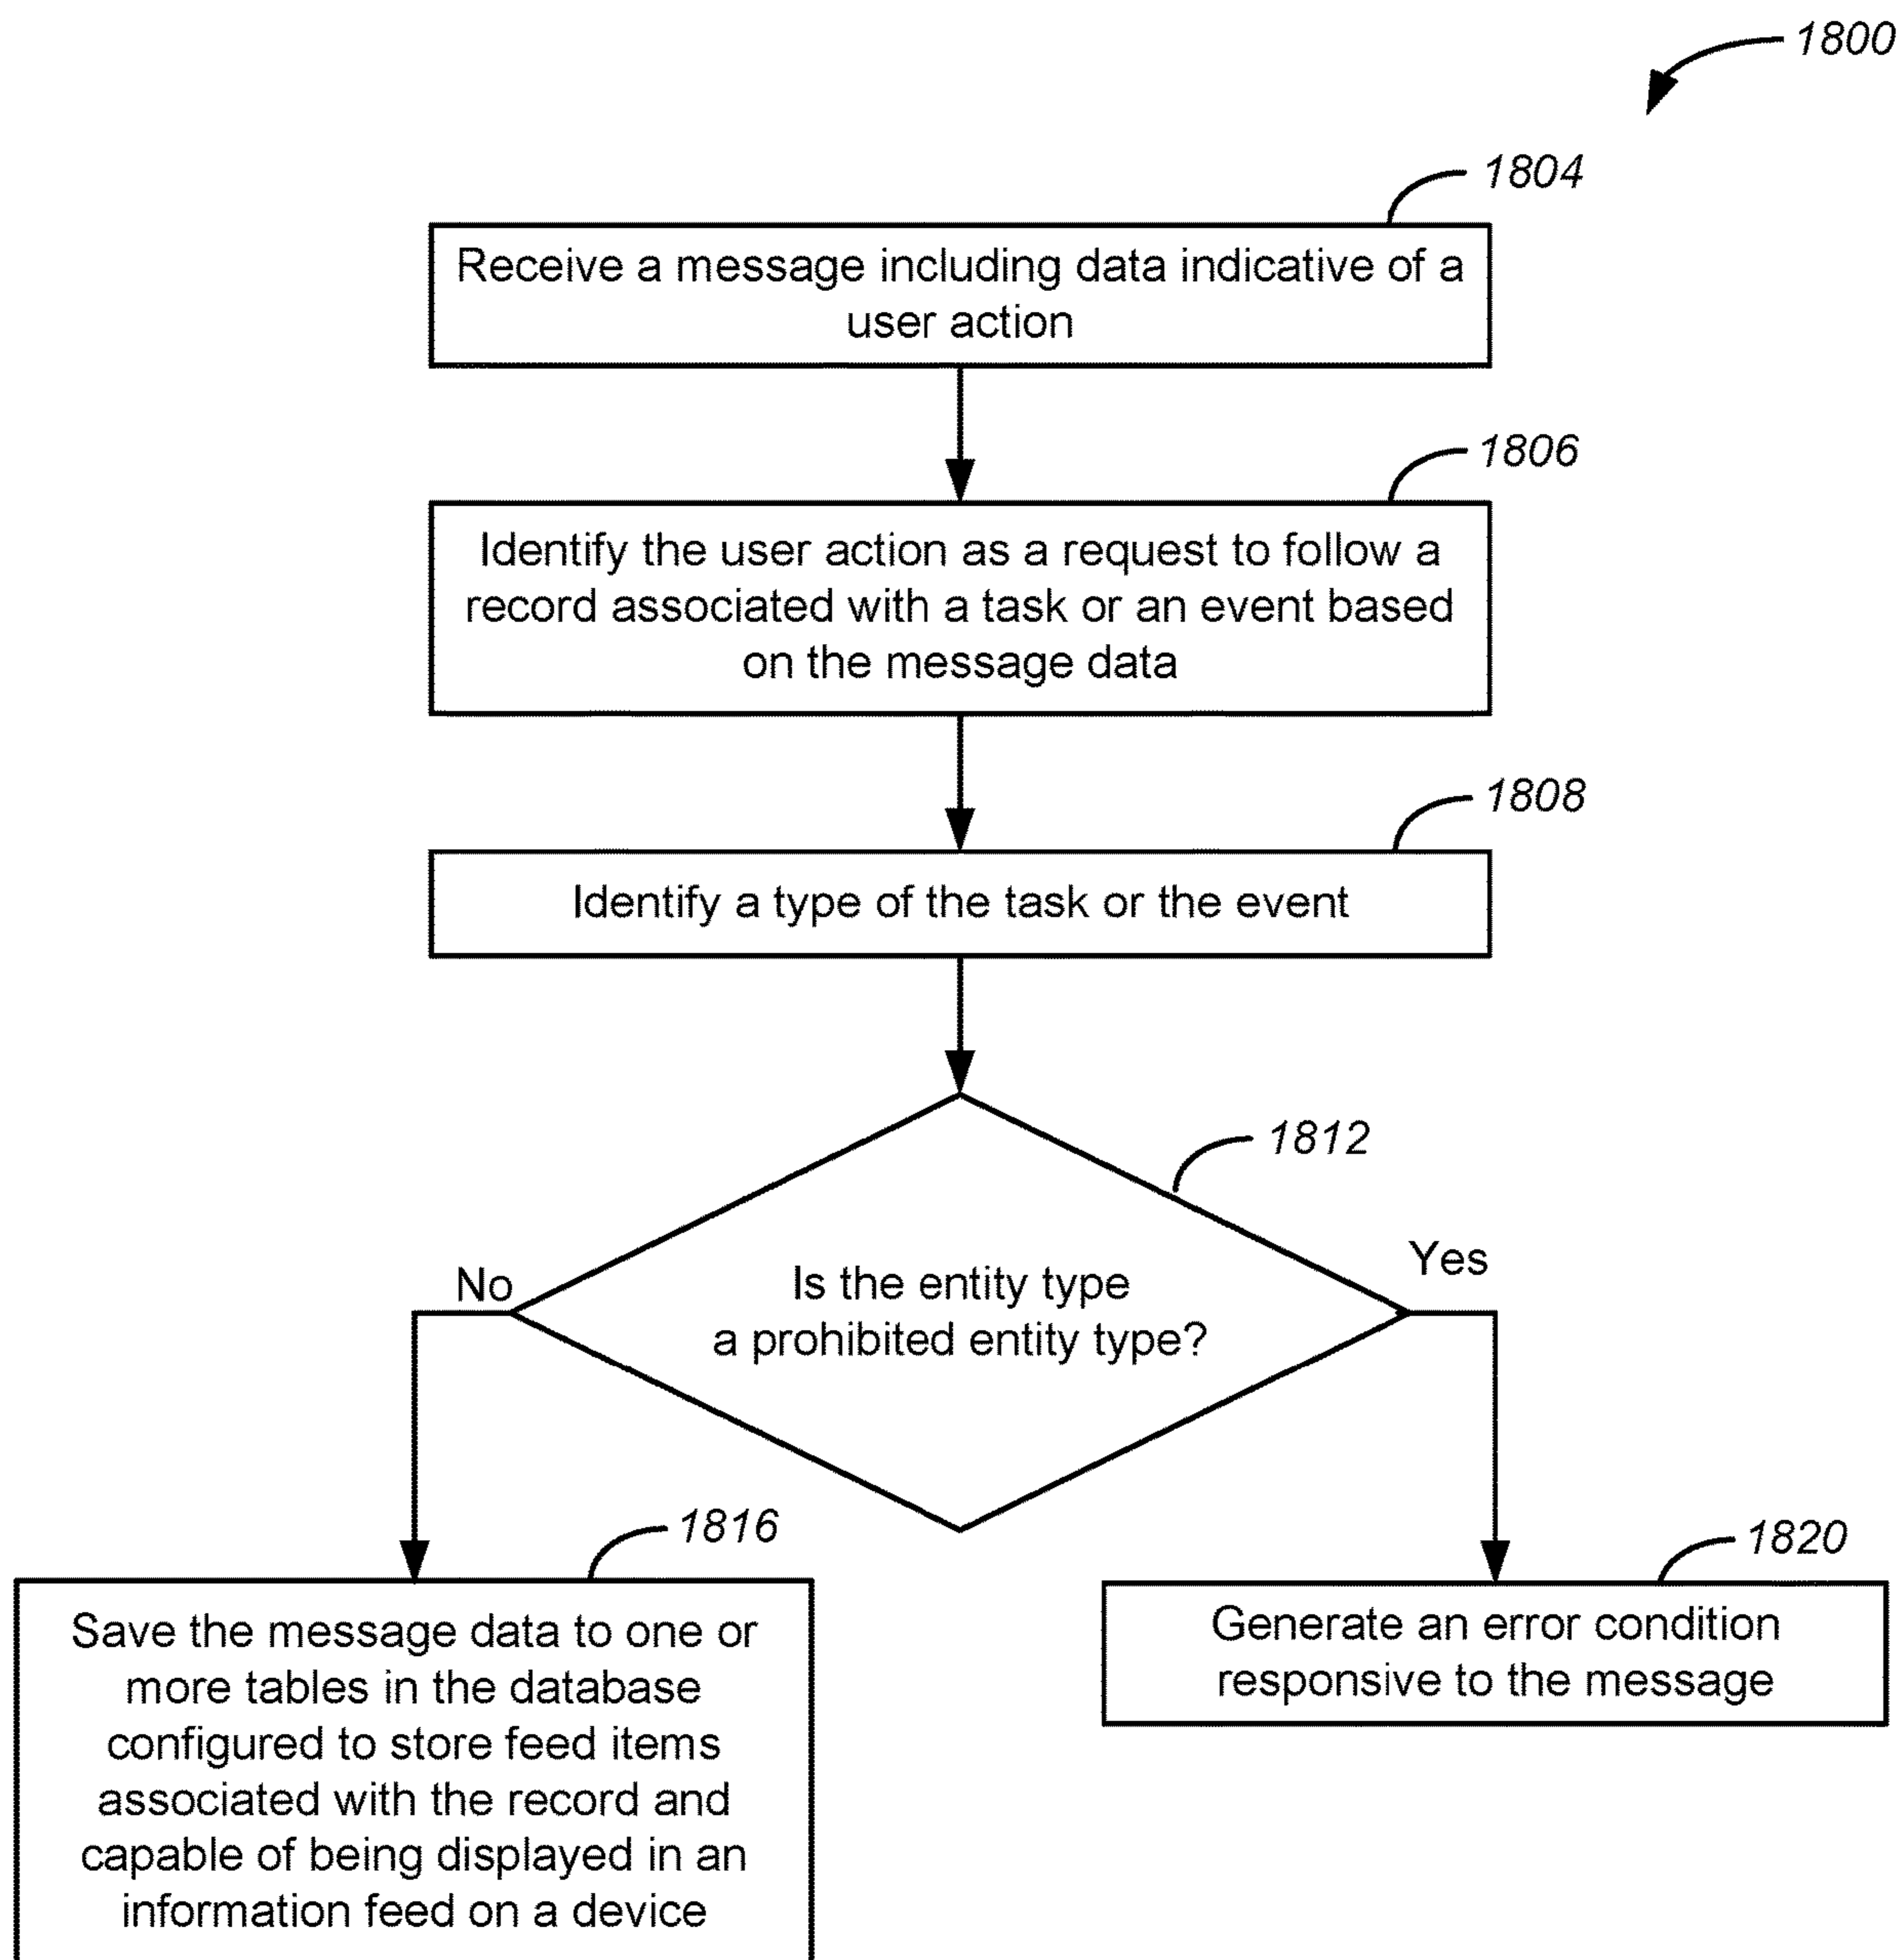 1800
1804
Receive a message including data indicative of a
user action
1806
Identify the user action as a request to follow a
record associated with a task or an event based
on the message data
1808
Identify a type of the task or the event
1812
Is the entity type
a prohibited entity type?
No
Yes
1816
Save the message data to one or
more tables in the database
configured to store feed items
associated with the record and
capable of being displayed in an
information feed on a device
1820
Generate an error condition
responsive to the message